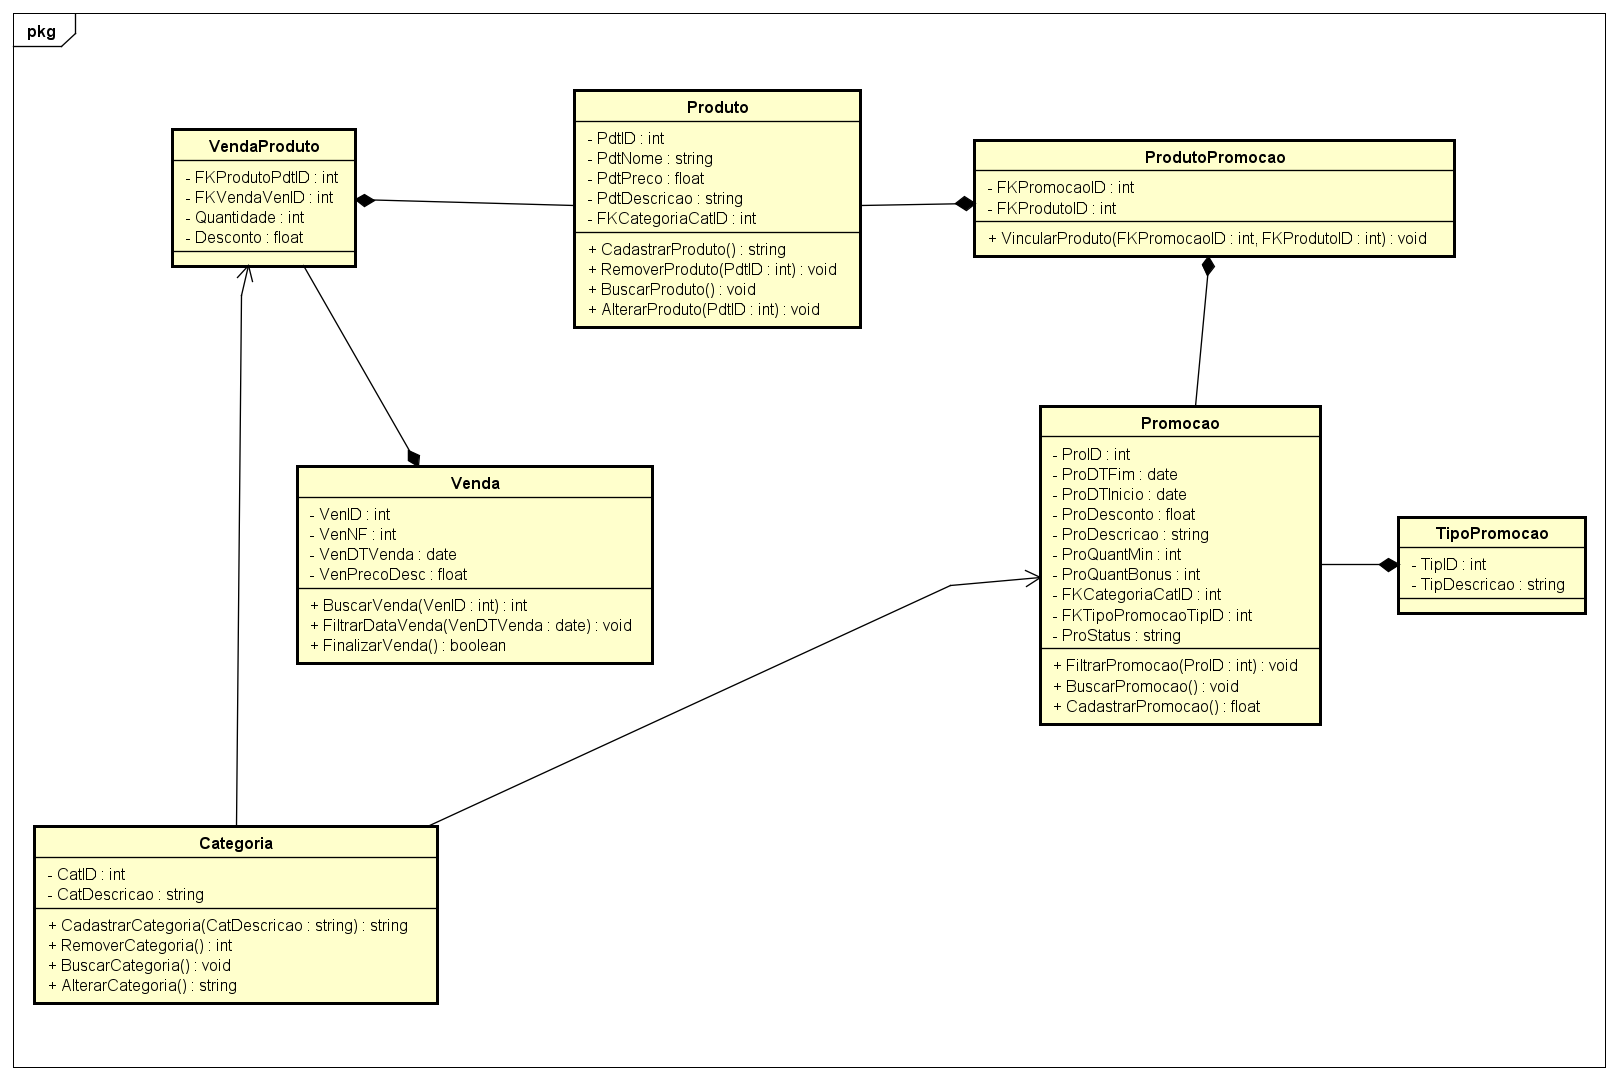 pkg
VendaProduto
- FKProdutoPdtID : int
- FKVendaVenID : int
- Quantidade : int
- Desconto : float
Produto
- PdtID : int
- PdtNome : string
- PdtPreco : float
- PdtDescricao : string
- FKCategoriaCatID : int
+ CadastrarProduto() : string
+ RemoverProduto(PdtID : int) : void
+ BuscarProduto() : void
+ AlterarProduto(PdtID : int) : void
ProdutoPromocao
- FKPromocaoID : int
- FKProdutoID : int
+ VincularProduto(FKPromocaoID : int, FKProdutoID : int) : void
Venda
- VenID : int
- VenNF : int
- VenDTVenda : date
- VenPrecoDesc : float
+ BuscarVenda(VenID : int) : int
+ FiltrarDataVenda(VenDTVenda : date) : void
+ FinalizarVenda() : boolean
Promocao
- ProID : int
- ProDTFim : date
- ProDTInicio : date
- ProDesconto : float
- ProDescricao : string
- ProQuantMin : int
- ProQuantBonus : int
- FKCategoriaCatID : int
- FKTipoPromocaoTipID : int
- ProStatus : string
+ FiltrarPromocao(ProID : int) : void
+ BuscarPromocao() : void
+ CadastrarPromocao() : float
TipoPromocao
- TipID : int
- TipDescricao : string
Categoria
- CatID : int
- CatDescricao : string
+ CadastrarCategoria(CatDescricao : string) : string
+ RemoverCategoria() : int
+ BuscarCategoria() : void
+ AlterarCategoria() : string